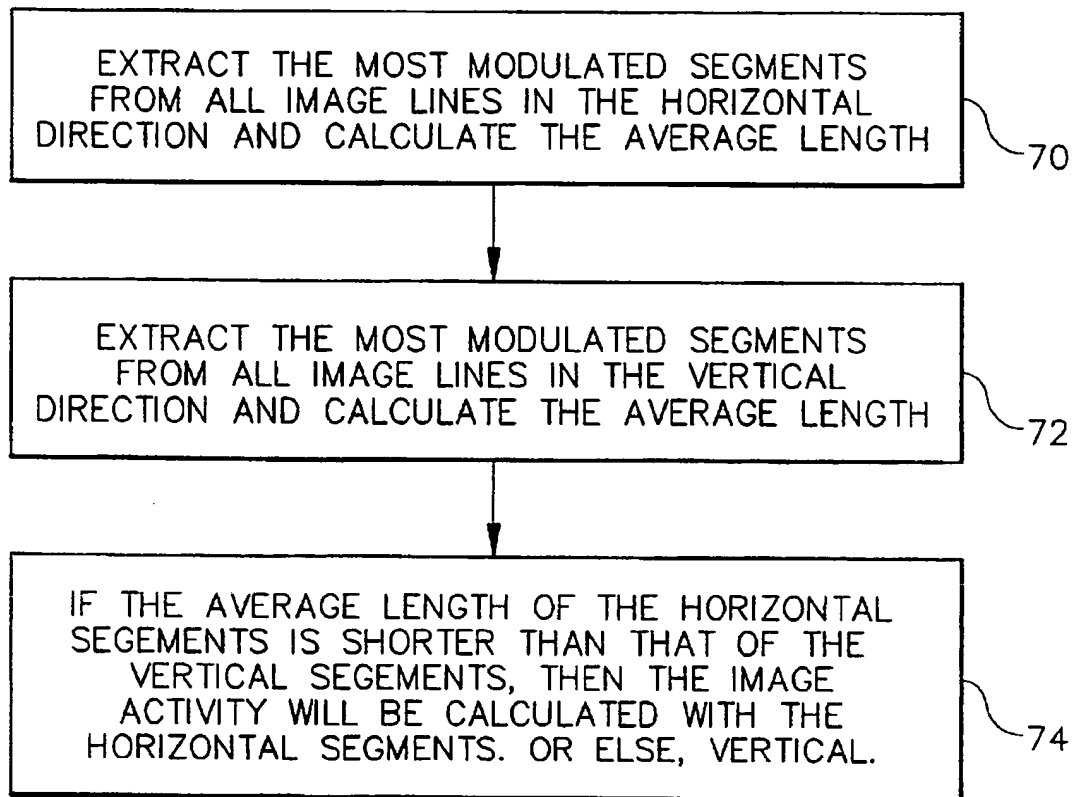 EXTRACT THE MOST MODULATED SEGMENTS
FROM ALL IMAGE LINES IN THE HORIZONTAL
DIRECTION AND CALCULATE THE AVERAGE LENGTH
70
EXTRACT THE MOST MODULATED SEGMENTS
FROM ALL IMAGE LINES IN THE VERTICAL
DIRECTION AND CALCULATE THE AVERAGE LENGTH
72
IF THE AVERAGE LENGTH OF THE HORIZONTAL
SEGEMENTS IS SHORTER THAN THAT OF THE
VERTICAL SEGEMENTS, THEN THE IMAGE
ACTIVITY WILL BE CALCULATED WITH THE
HORIZONTAL SEGMENTS. OR ELSE, VERTICAL.
74